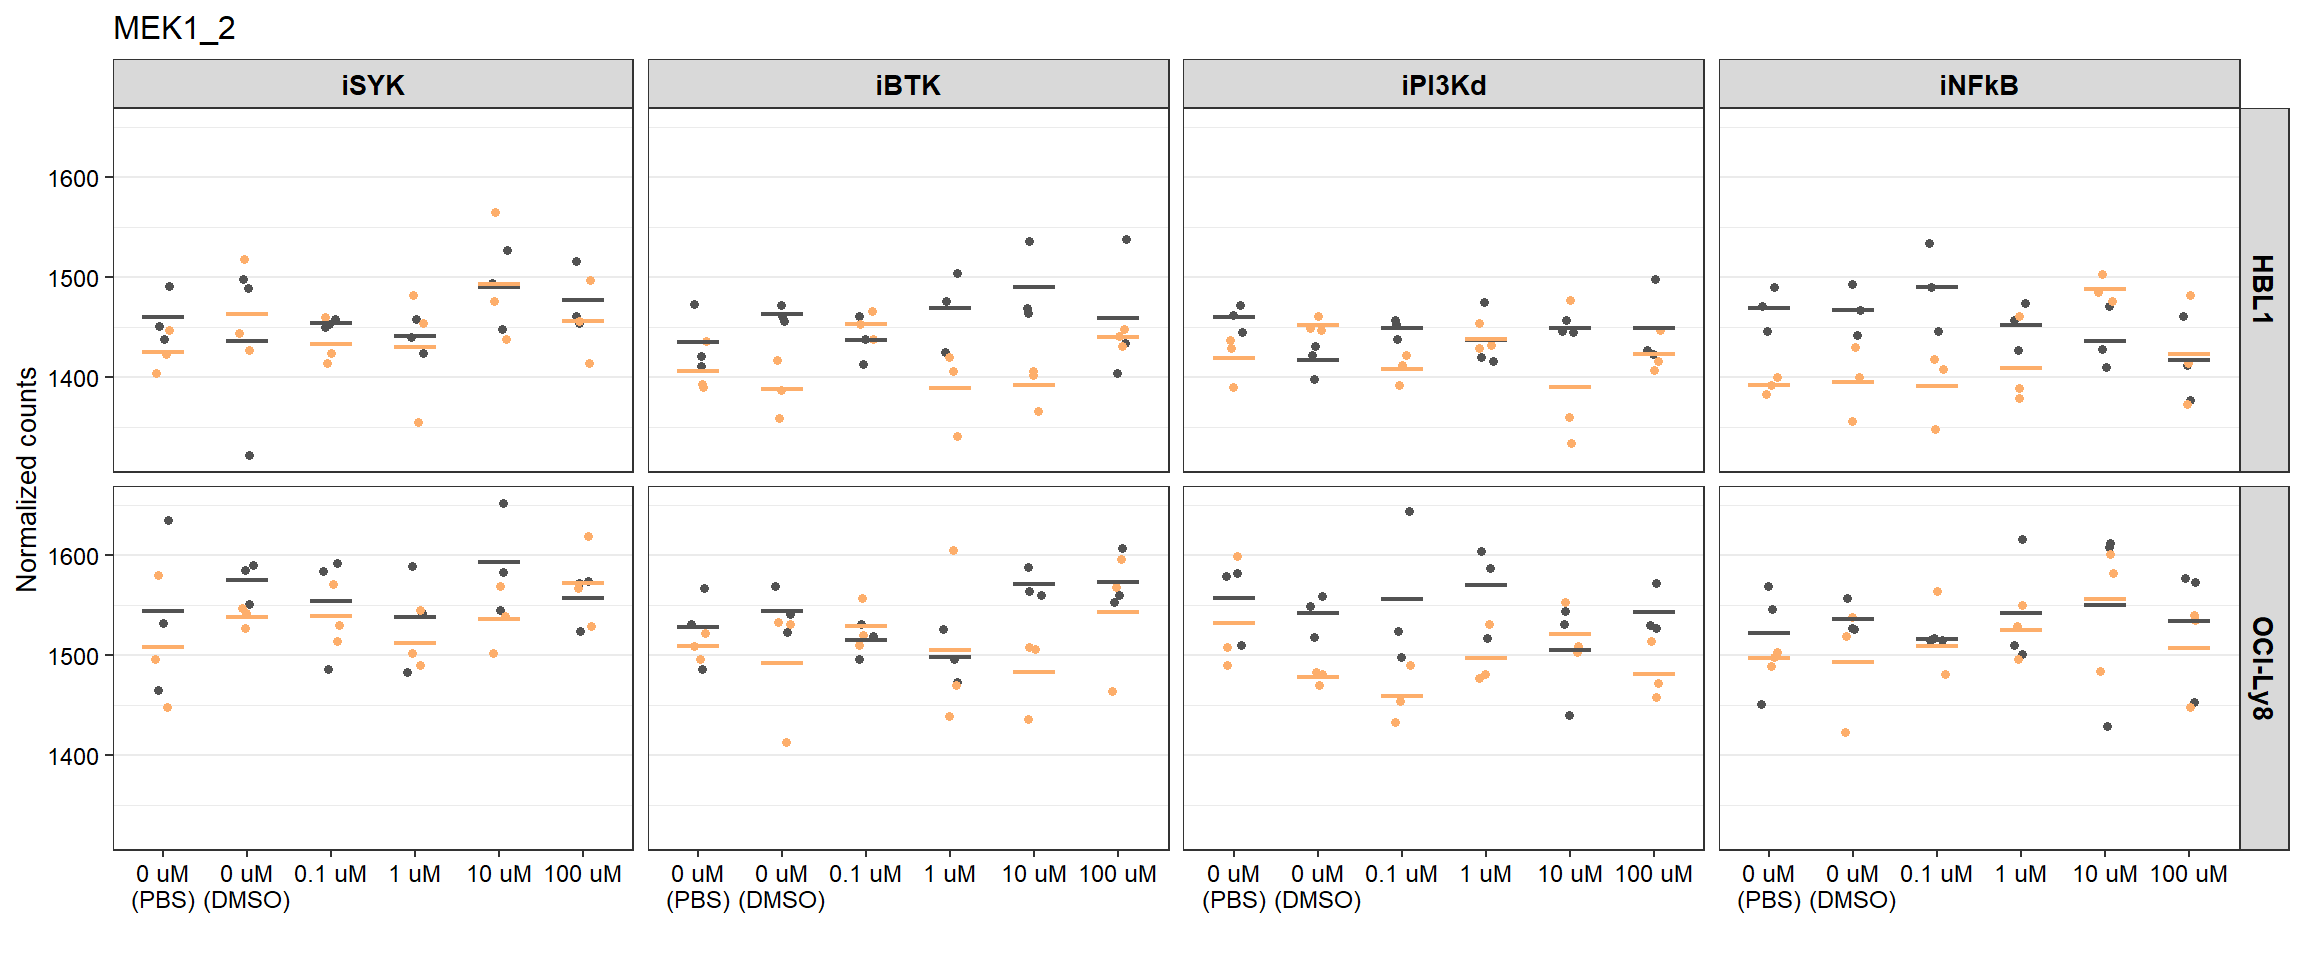 MEK1_2
iSYK iBTK iPI3Kd iNFkB
Normalized counts
1600
1500
1400
HBL1
1600
1500
1400
OCI-Ly8
0 uM 0 uM 0.1 uM 1 uM 10 uM 100 uM 0 uM 0 uM 0.1 uM 1 uM 10 uM 100 uM 0 uM 0 uM 0.1 uM 1 uM 10 uM 100 uM 0 uM 0 uM 0.1 uM 1 uM 10 uM 100 uM
(PBS) (DMSO) (PBS) (DMSO) (PBS) (DMSO) (PBS) (DMSO)